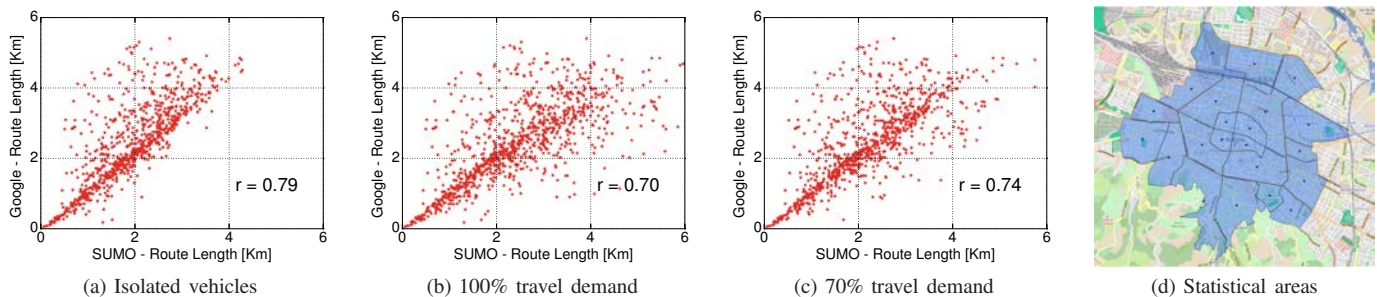 6
4
2
0
Google - Route Length [Km]
r = 0.79
0 2 4 6
SUMO - Route Length [Km]
(a) Isolated vehicles
6
4
2
0
Google - Route Length [Km]
r = 0.70
0 2 4 6
SUMO - Route Length [Km]
(b) 100% travel demand
6
4
2
0
Google - Route Length [Km]
r = 0.74
0 2 4 6
SUMO - Route Length [Km]
(c) 70% travel demand
(d) Statistical areas